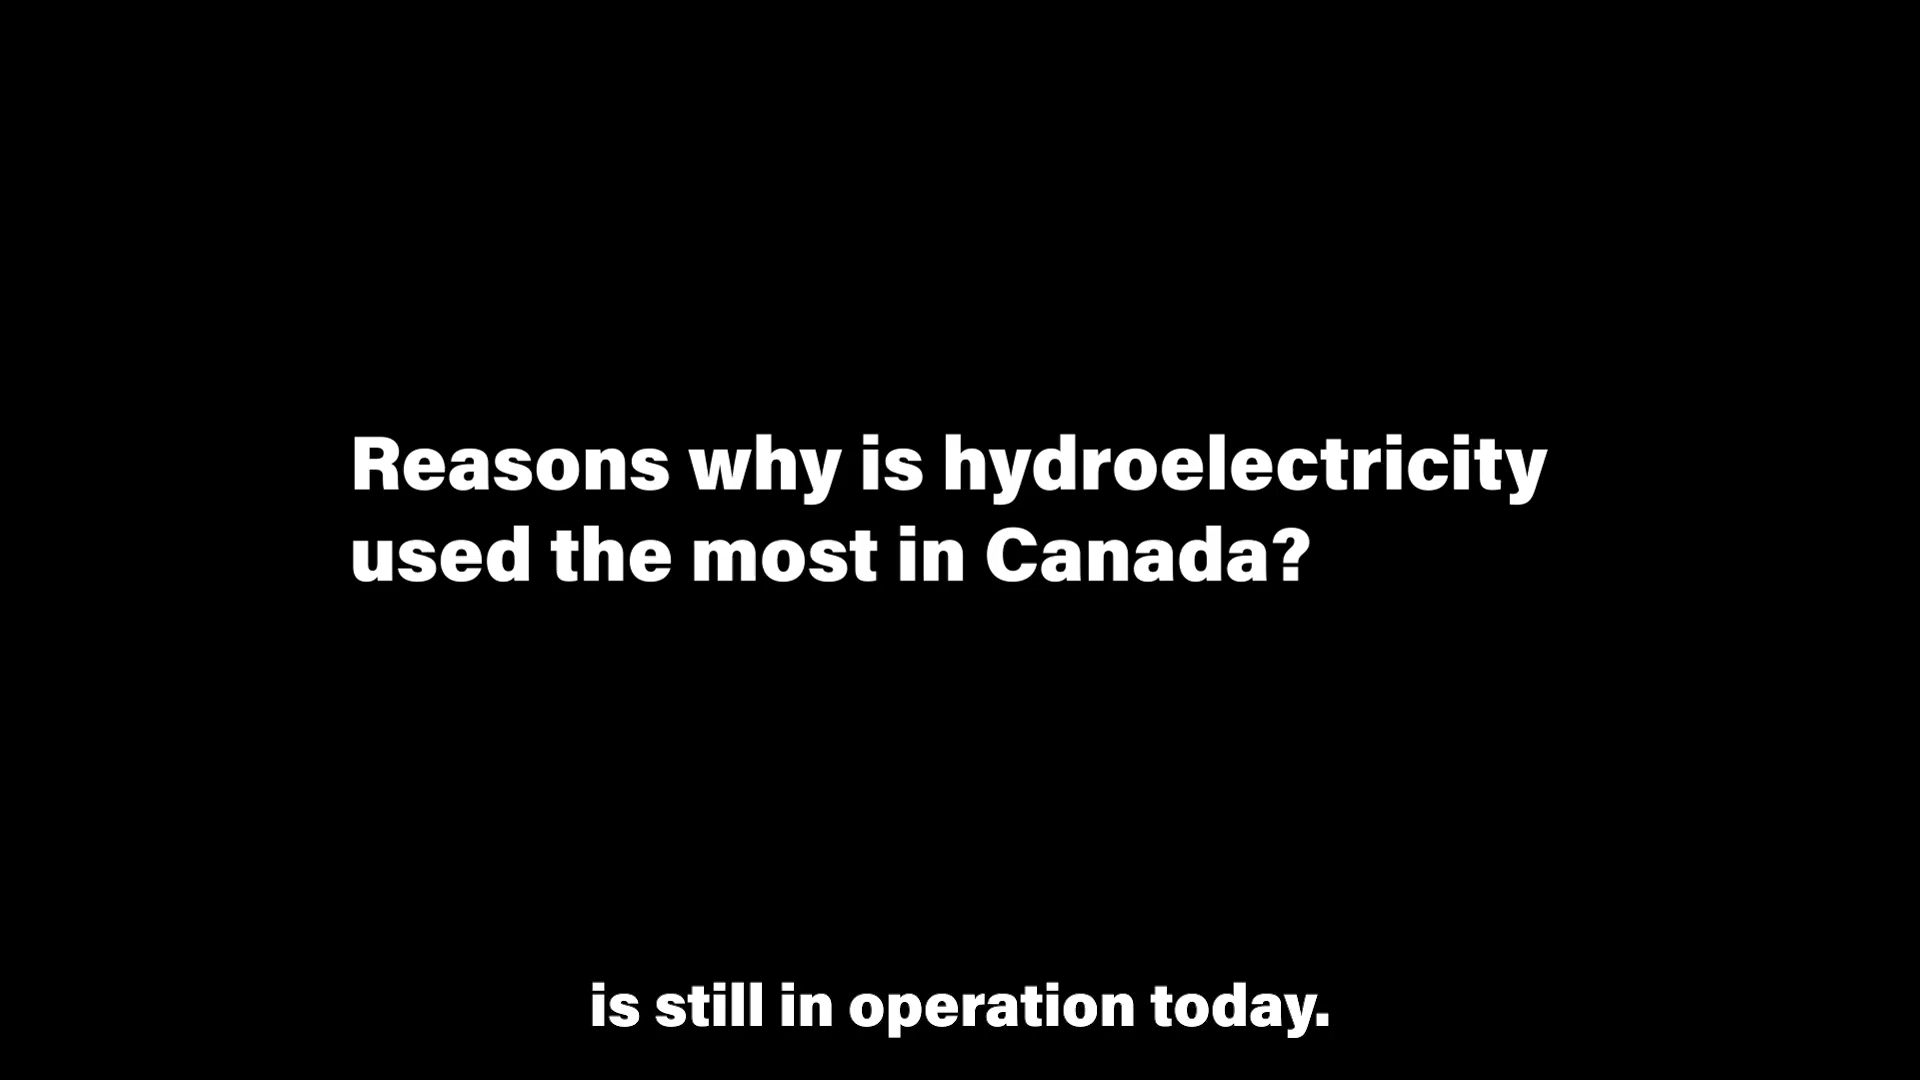 Reasons why is hydroelectricity
used the most in Canada?
is still in operation today.